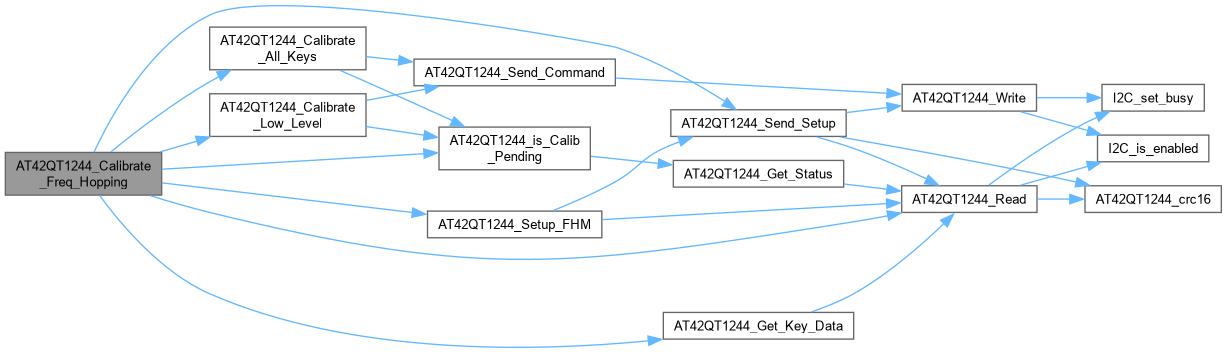 AT42QT1244_Calibrate
_Freq_Hopping
AT42QT1244_Calibrate
_All_Keys
AT42QT1244_Calibrate
_Low_Level
AT42QT1244_Send_Command
AT42QT1244_is_Calib
_Pending
AT42QT1244_Setup_FHM
AT42QT1244_Send_Setup
AT42QT1244_Get_Status
AT42QT1244_Get_Key_Data
AT42QT1244_Write
AT42QT1244_Read
I2C_set_busy
I2C_is_enabled
AT42QT1244_crc16